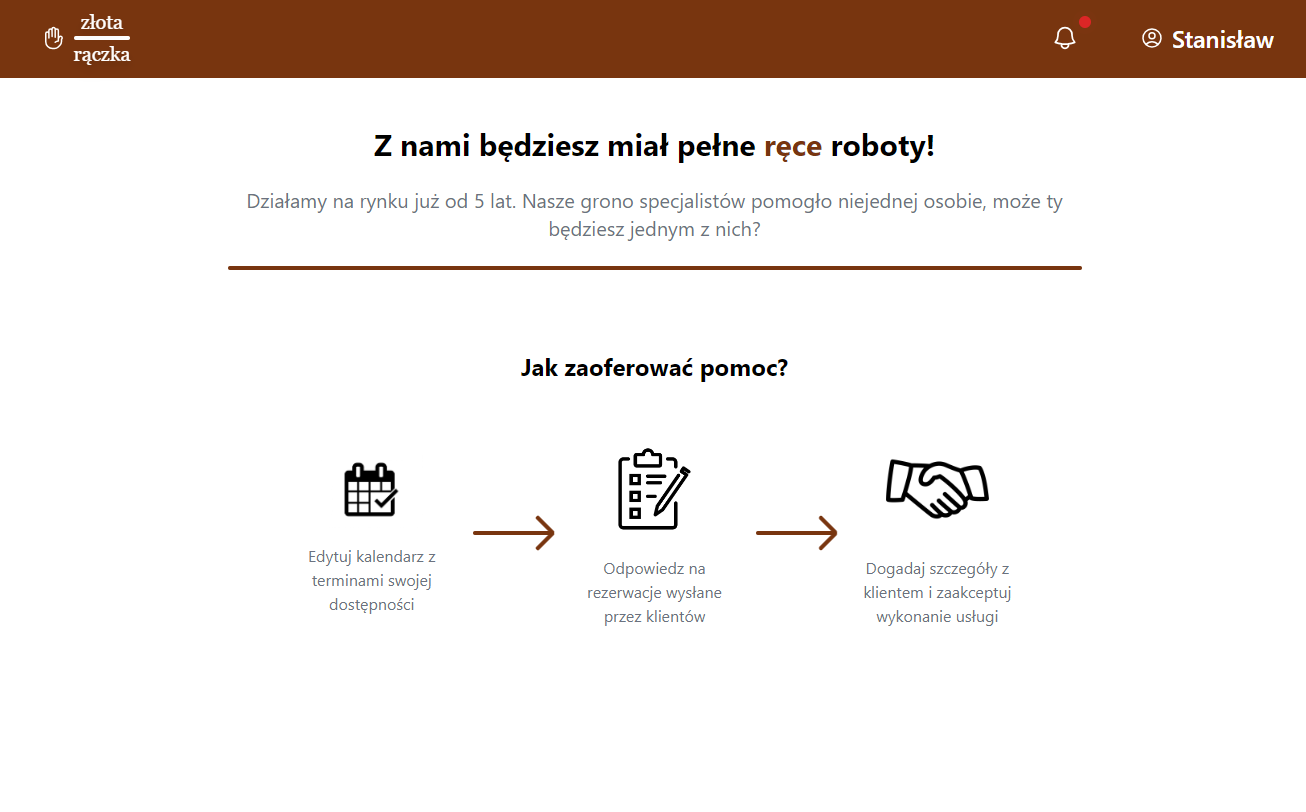 złota
rączka
Stanisław
Z nami będziesz miał pełne ręce roboty!
Działamy na rynku już od 5 lat. Nasze grono specjalistów pomogło niejednej osobie, może ty
będziesz jednym z nich?
Jak zaoferować pomoc?
Edytuj kalendarz z
terminami swojej
dostępności
Odpowiedz na
rezerwacje wysłane
przez klientów
Dogadaj szczegóły z
klientem i zaakceptuj
wykonanie usługi